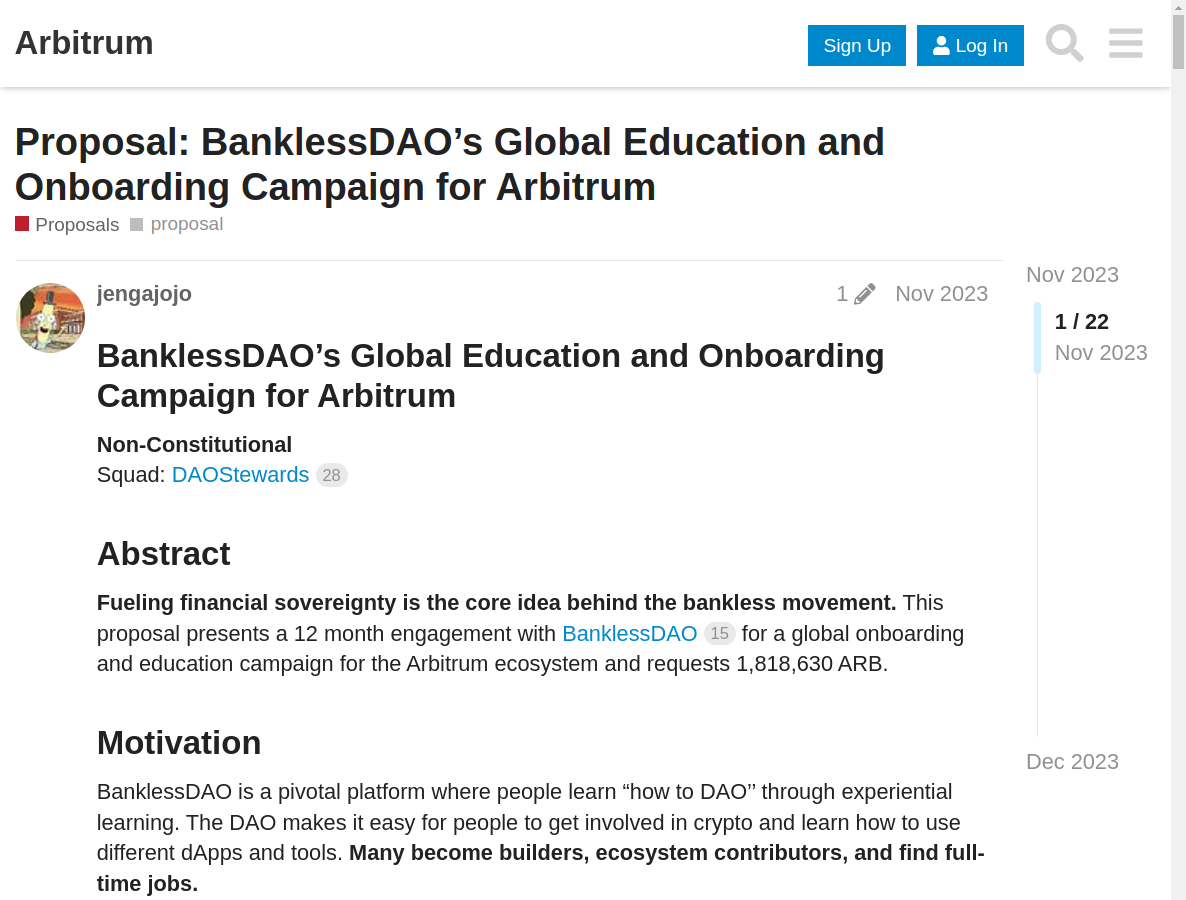 Arbitrum
Sign Up
Log In
Proposal: BanklessDAO’s Global Education and
Onboarding Campaign for Arbitrum
Proposals proposal
jengajojo
1
Nov 2023
BanklessDAO’s Global Education and Onboarding
Campaign for Arbitrum
Non-Constitutional
Squad: DAOStewards 28
Abstract
Fueling financial sovereignty is the core idea behind the bankless movement. This
proposal presents a 12 month engagement with BanklessDAO 15 for a global onboarding
and education campaign for the Arbitrum ecosystem and requests 1,818,630 ARB.
Motivation
BanklessDAO is a pivotal platform where people learn “how to DAO’’ through experiential
learning. The DAO makes it easy for people to get involved in crypto and learn how to use
different dApps and tools. Many become builders, ecosystem contributors, and find full-
time jobs.
Nov 2023
1 / 22
Nov 2023
Dec 2023